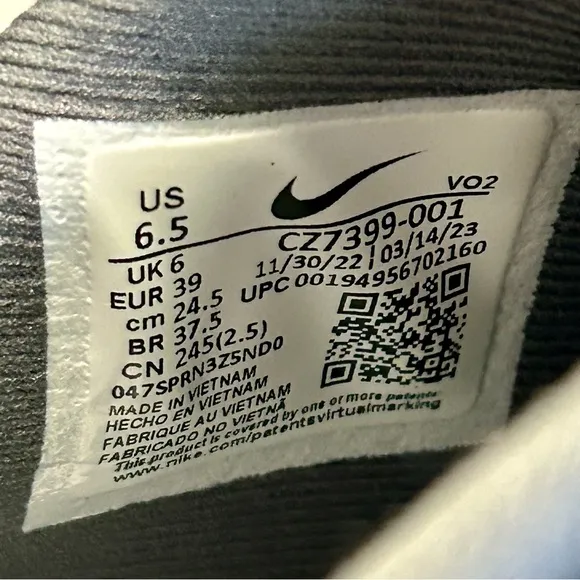 US
6.5
VO2
CZ7399-001
11/30/22 | 03/14/23
UPC 00194956702160
UK 6
EUR 39
cm 24.5
BR 37.5
CN 245(2.5)
047SPRN3Z5ND0
MADE IN VIETNAM
HECHO EN VIETNAM
FABRIQUE AU VIETNAM
FABRICADO NO VIETNÃ
This product is covered by one or more patents
www.nike.com/patentsvirtualmarking